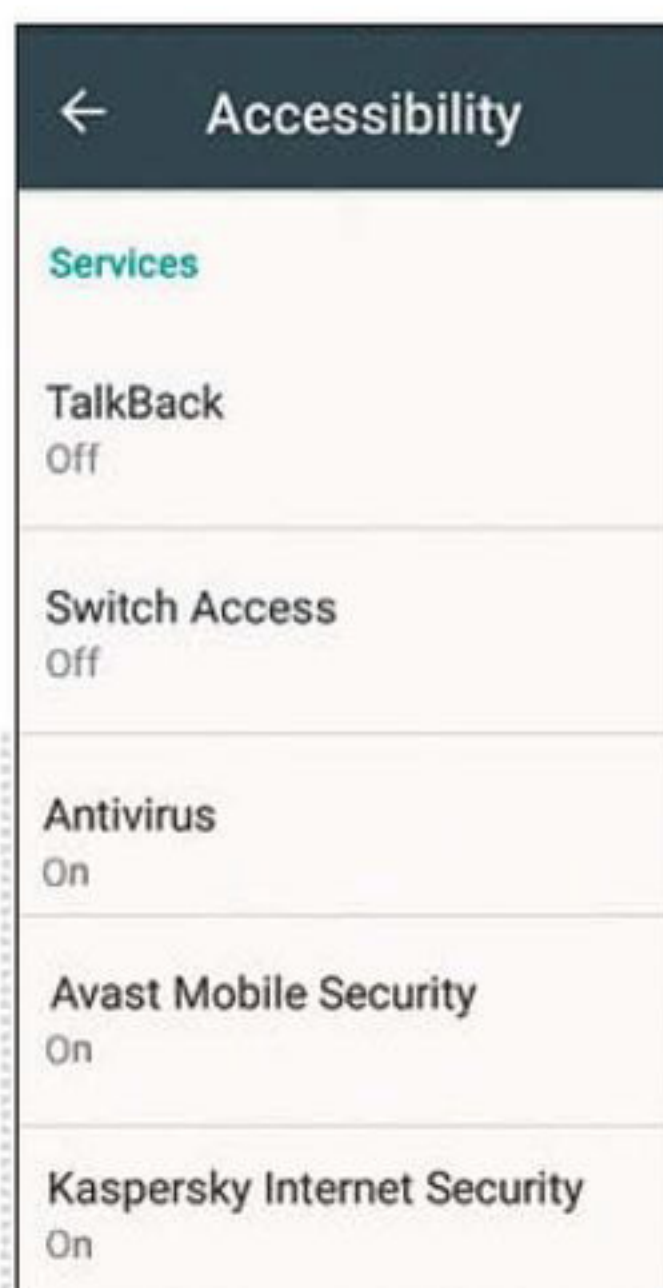 Accessibility
Services
TalkBack
Off
Switch Access
Off
Antivirus
On
Avast Mobile Security
On
Kaspersky Internet Security
On